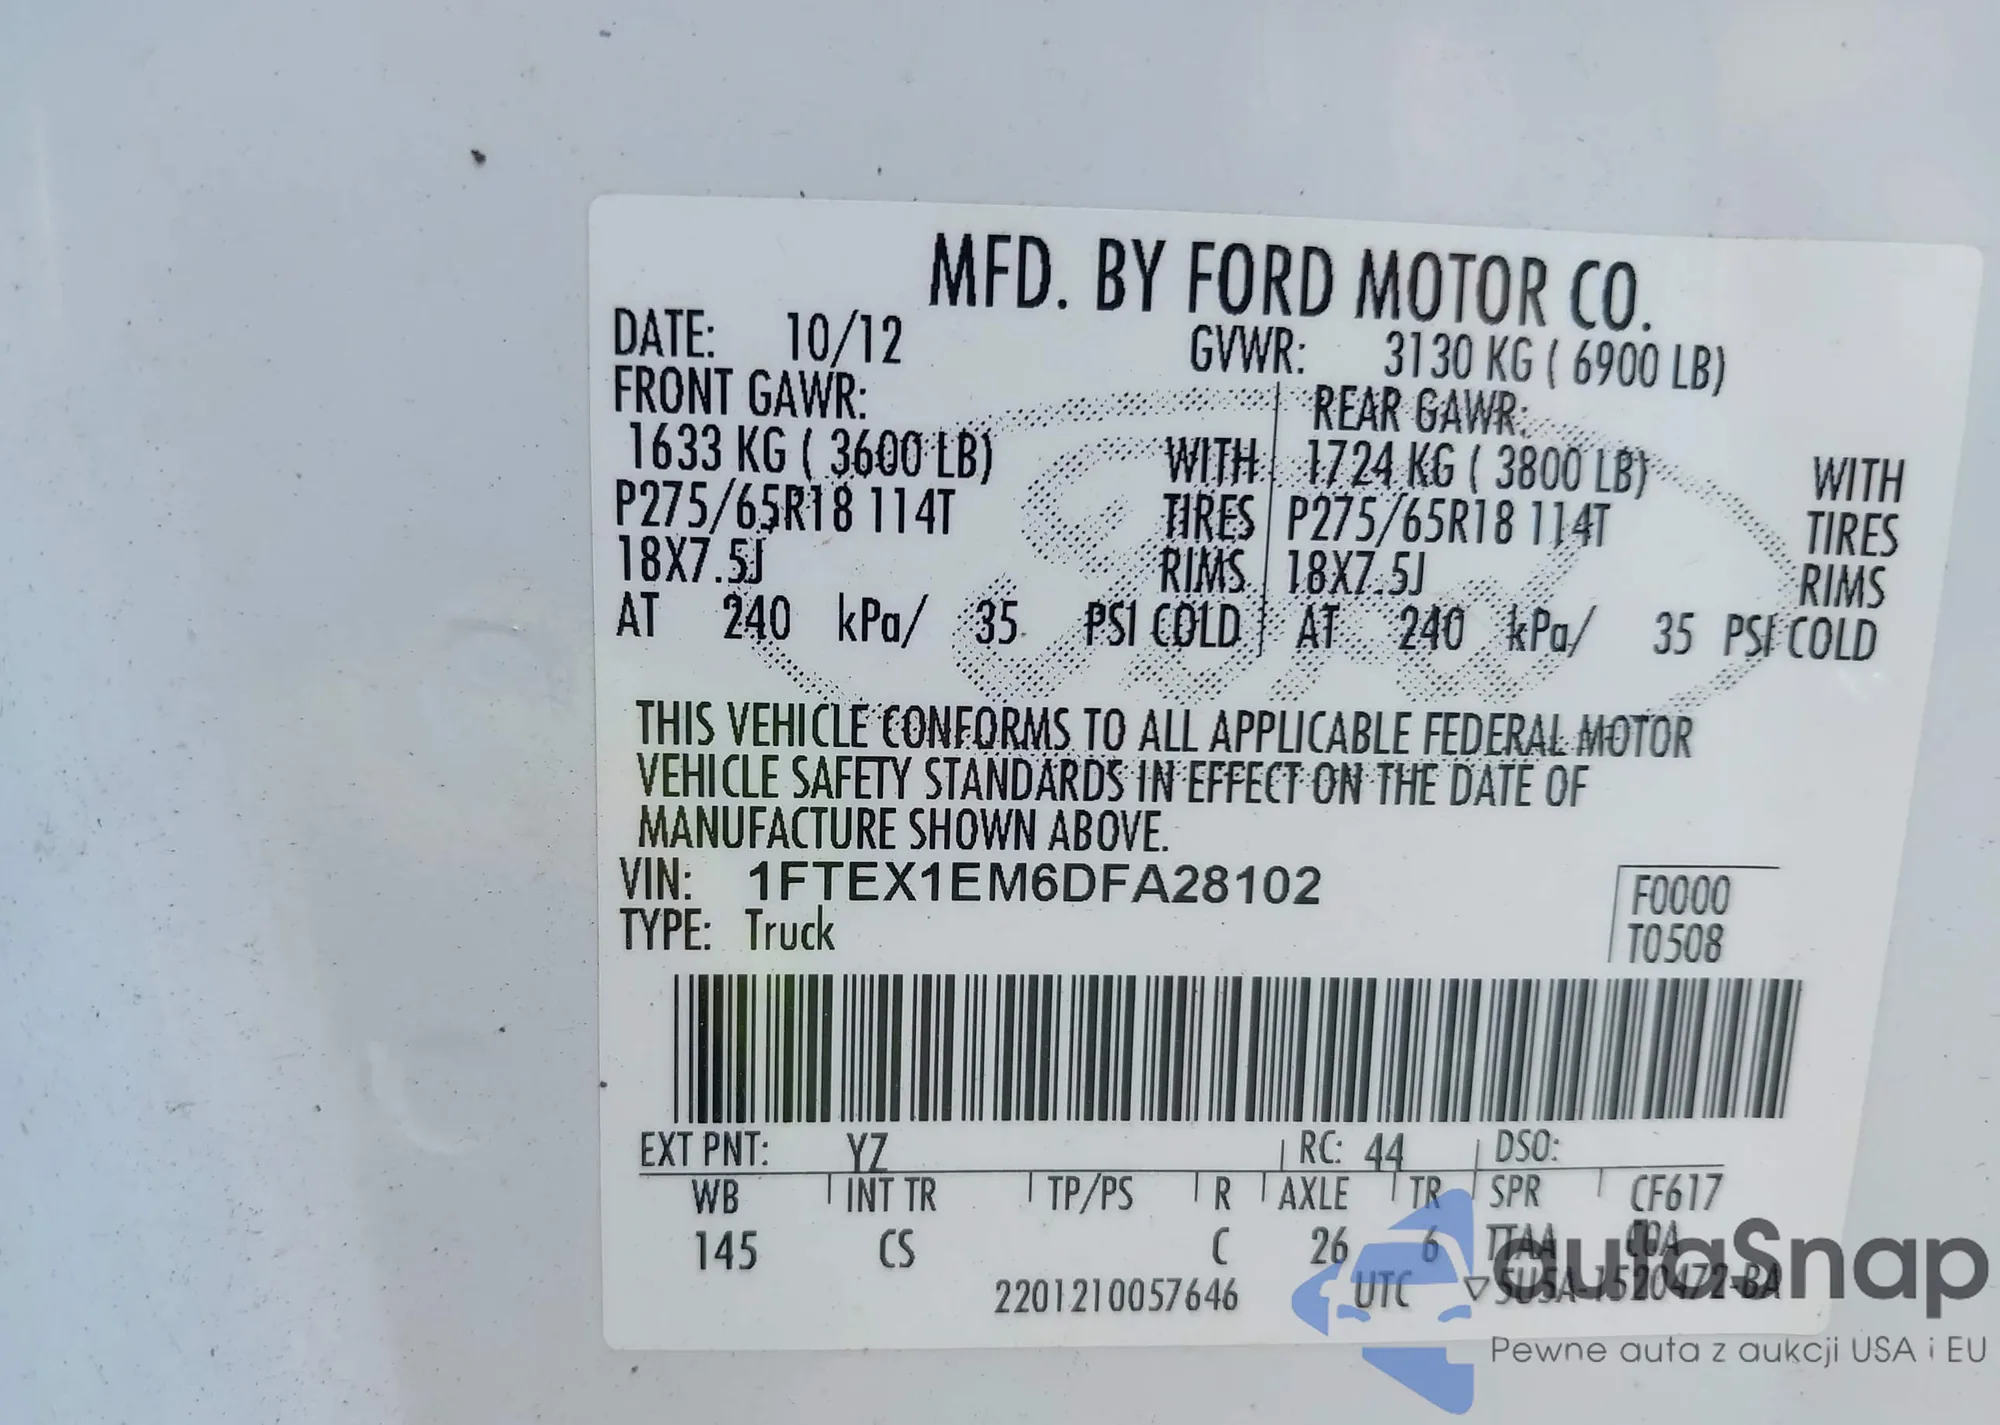 MFD. BY FORD MOTOR CO.
DATE: 10/12 GVWR: 3130 KG ( 6900 LB)
FRONT GAWR: REAR GAWR:
1633 KG ( 3600 LB) WITH 1724 KG ( 3800 LB) WITH
P275/65R18 114T TIRES P275/65R18 114T TIRES
18X7.5J RIMS 18X7.5J RIMS
AT 240 kPa/ 35 PSI COLD AT 240 kPa/ 35 PSI COLD
THIS VEHICLE CONFORMS TO ALL APPLICABLE FEDERAL MOTOR
VEHICLE SAFETY STANDARDS IN EFFECT ON THE DATE OF
MANUFACTURE SHOWN ABOVE.
VIN: 1FTEX1EM6DFA28102 F0000
TYPE: Truck T0508
EXT PNT: YZ RC: 44 DSO:
WB INT TR TP/PS R AXLE TR SPR CF617
145 CS C 26 6 TTAA
2201210057646 UTC ▽5U5A-1520472-BA
autaSnap
Pewne auta z aukcji USA i EU